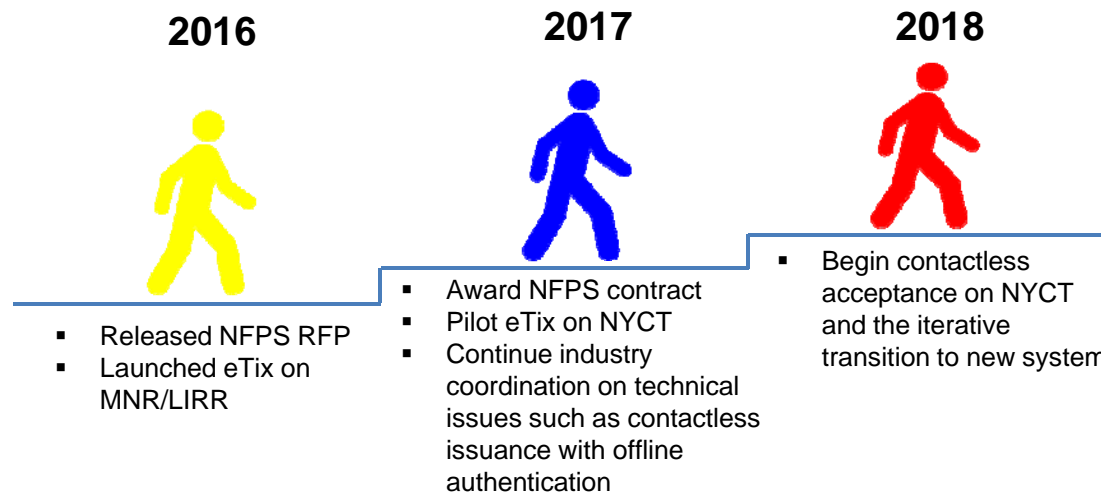 2016
▪ Released NFPS RFP
▪ Launched eTix on
MNR/LIRR
2017
▪ Award NFPS contract
▪ Pilot eTix on NYCT
▪ Continue industry
coordination on technical
issues such as contactless
issuance with offline
authentication
2018
▪ Begin contactless
acceptance on NYCT
and the iterative
transition to new system